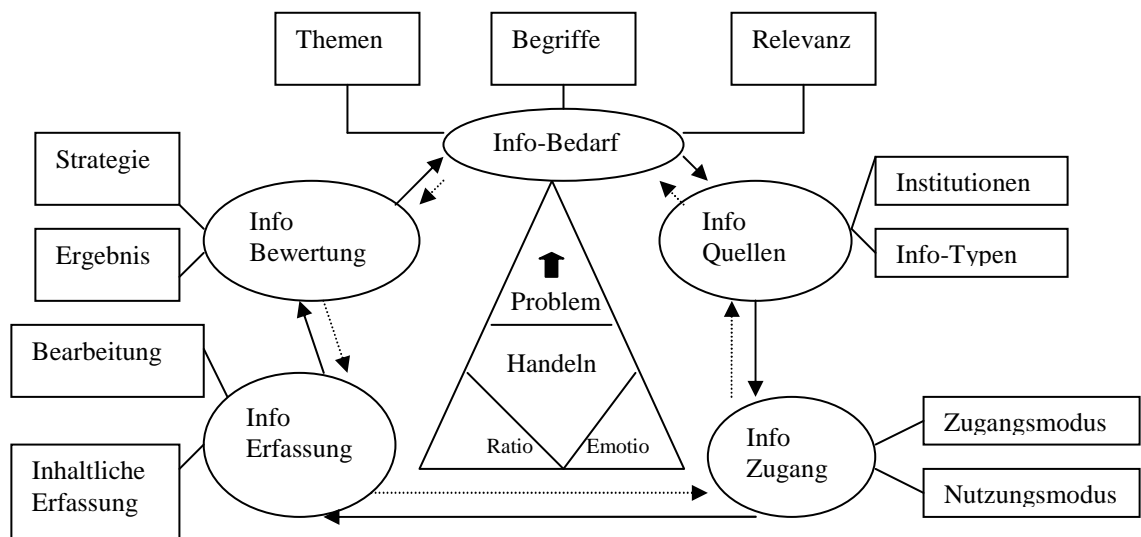 Themen
Begriffe
Relevanz
Info-Bedarf
Strategie
Ergebnis
Info
Bewertung
Info
Quellen
Institutionen
Info-Typen
Problem
Handeln
Ratio
Emotio
Bearbeitung
Inhaltliche
Erfassung
Info
Erfassung
Info
Zugang
Zugangsmodus
Nutzungsmodus